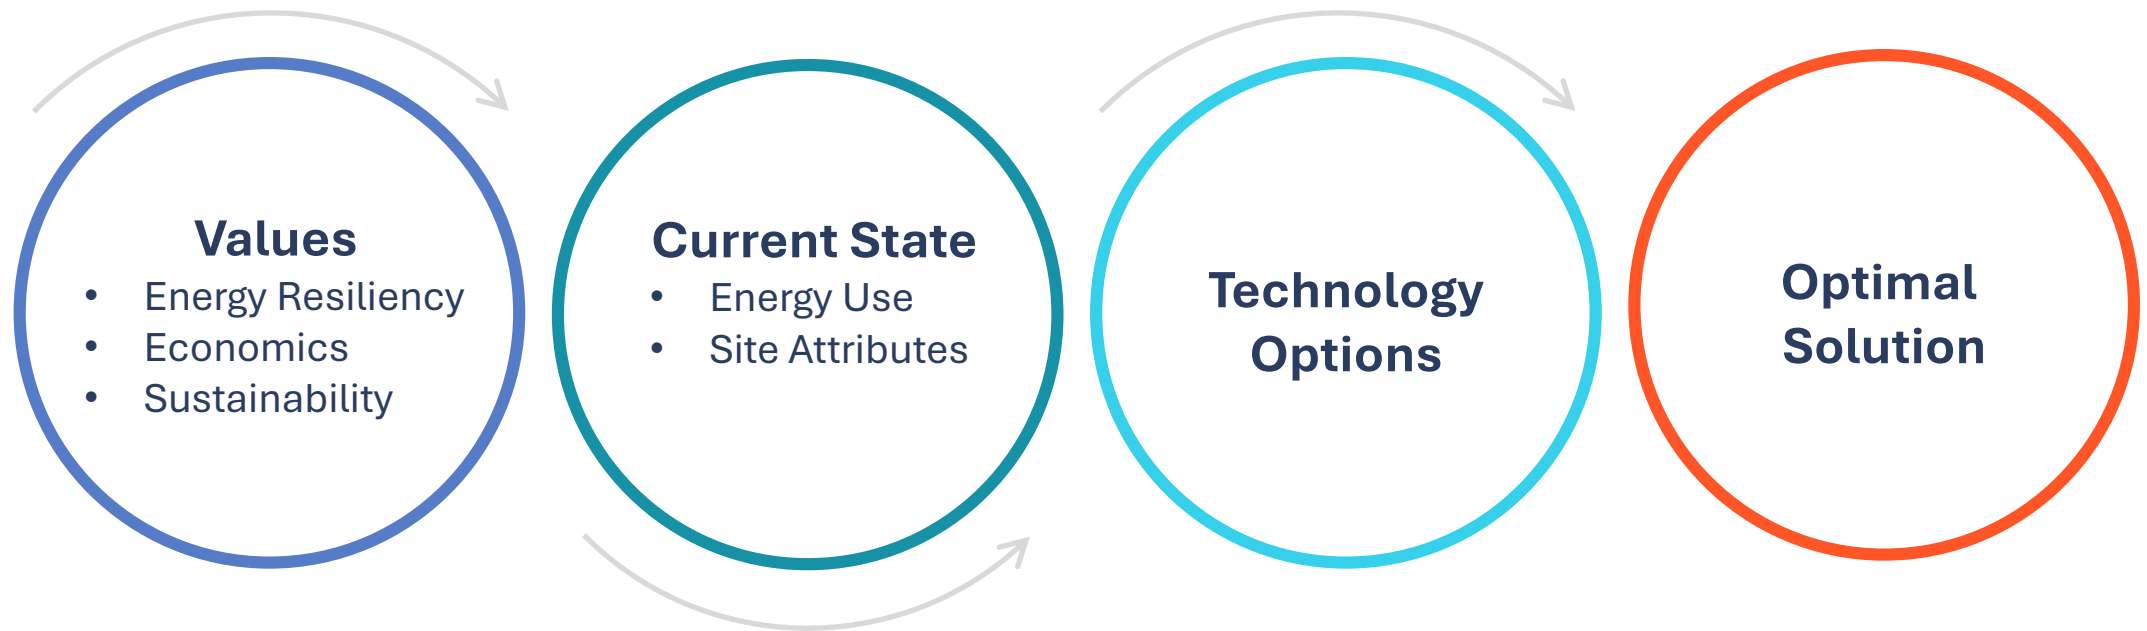 Values
• Energy Resiliency
• Economics
• Sustainability
Current State
• Energy Use
• Site Attributes
Technology
Options
Optimal
Solution